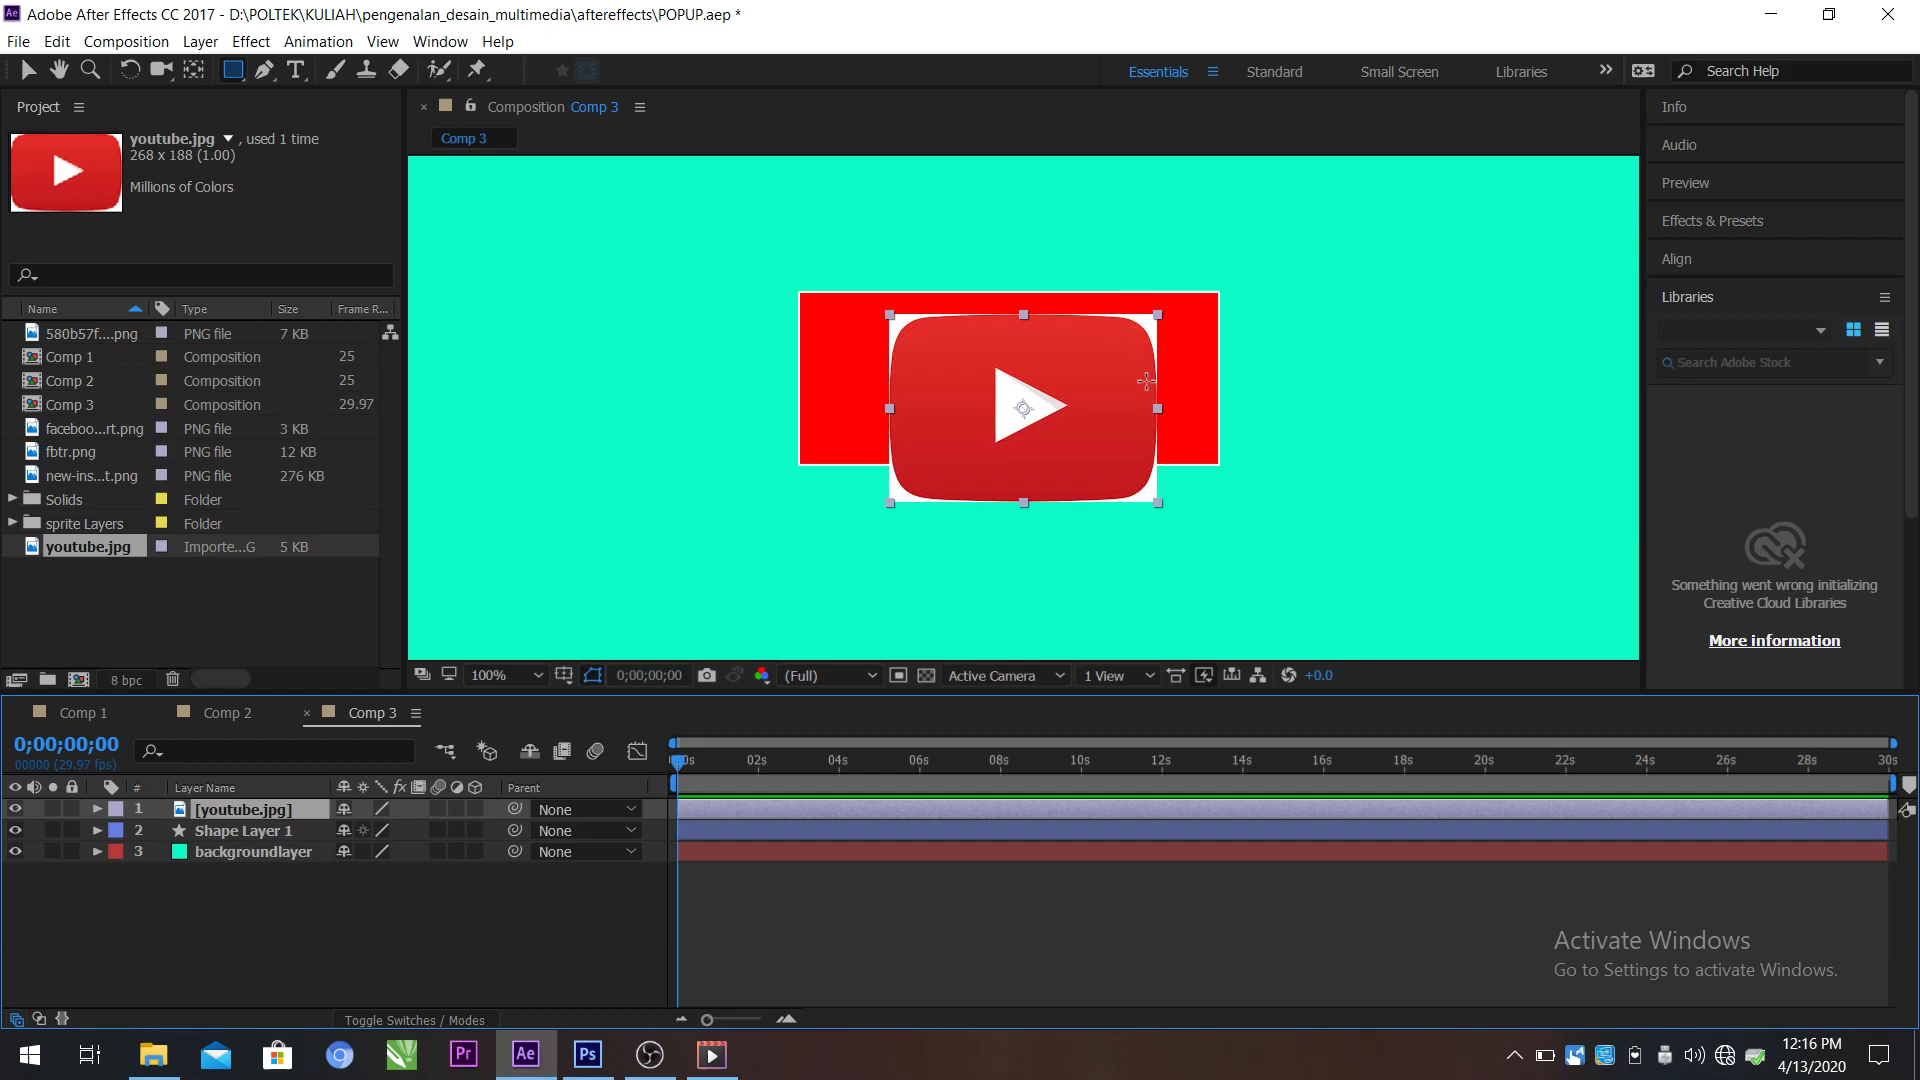 Adobe After Effects CC 2017 - D:\POLTEK\KULIAH\pengenalan_desain_multimedia\aftereffects\POPUP.aep *
File Edit Composition Layer Effect Animation View Window Help
Essentials Standard Small Screen Libraries Search Help
Project
youtube.jpg , used 1 time
268 x 188 (1.00)
Millions of Colors
Composition Comp 3
Comp 3
Name Type Size Frame R...
580b57f....png PNG file 7 KB
Comp 1 Composition 25
Comp 2 Composition 25
Comp 3 Composition 29.97
faceboo...rt.png PNG file 3 KB
fbtr.png PNG file 12 KB
new-ins...t.png PNG file 276 KB
Solids Folder
sprite Layers Folder
youtube.jpg Importe...G 5 KB
8 bpc
100% 0;00;00;00 (Full) Active Camera 1 View +0.0
Info
Audio
Preview
Effects & Presets
Align
Libraries
Search Adobe Stock
Something went wrong initializing
Creative Cloud Libraries
More information
Comp 1 Comp 2 Comp 3
0;00;00;00
00000 (29.97 fps)
0s 02s 04s 06s 08s 10s 12s 14s 16s 18s 20s 22s 24s 26s 28s 30s
# Layer Name Parent
1 [youtube.jpg] None
2 Shape Layer 1 None
3 backgroundlayer None
Activate Windows
Go to Settings to activate Windows.
Toggle Switches / Modes
Pr Ae Ps
12:16 PM
4/13/2020